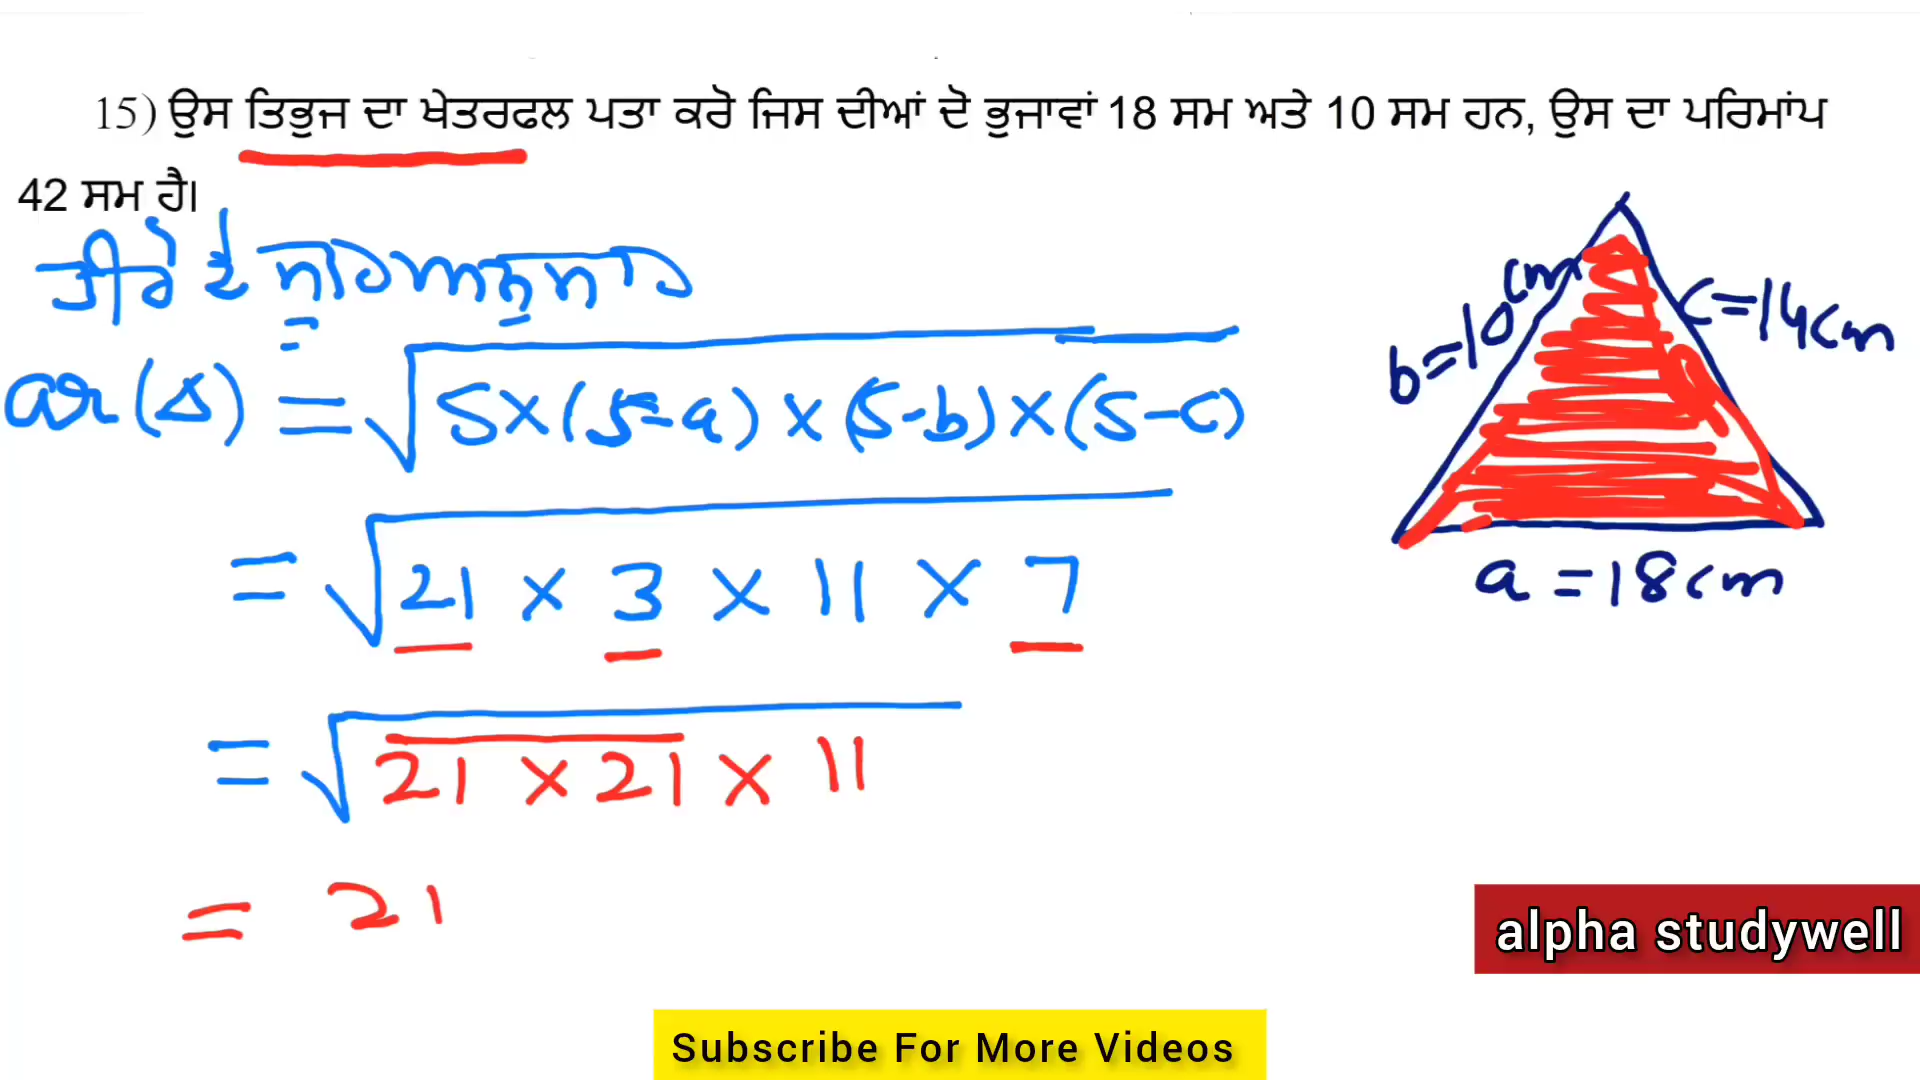 15) ਉਸ ਤਿਭੁਜ ਦਾ ਖੇਤਰਫਲ ਪਤਾ ਕਰੋ ਜਿਸ ਦੀਆਂ ਦੋ ਭੁਜਾਵਾਂ 18 ਸਮ ਅਤੇ 10 ਸਮ ਹਨ, ਉਸ ਦਾ ਪਰਿਮਾਂਪ
42 ਸਮ ਹੈ।
ar (Δ) = √S×(S-a)×(S-b)×(S-c)
= √21 × 3 × 11 × 7
= √21 × 21 × 11
= 21
b=10cm
c=14cm
a=18cm
alpha studywell
Subscribe For More Videos